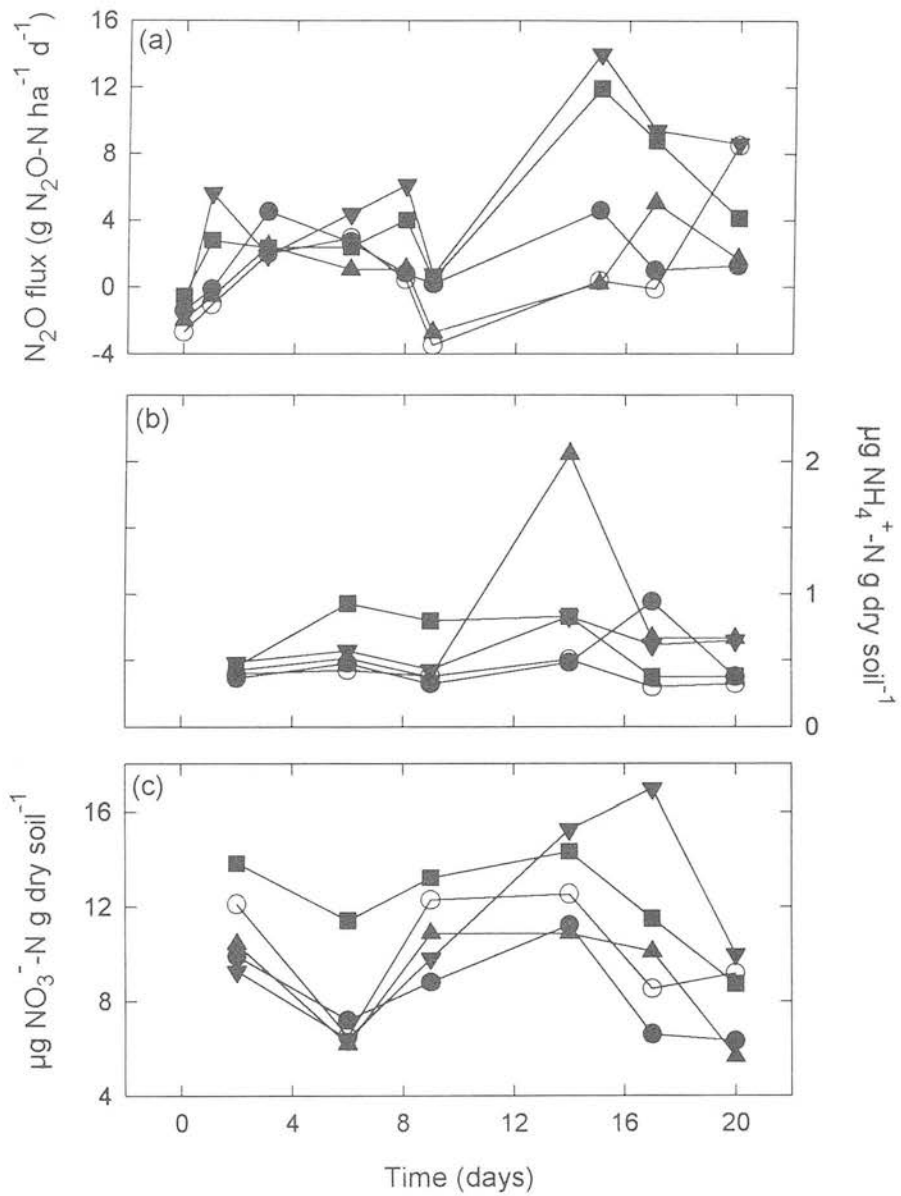 (a)
16
12
8
4
0
-4
N₂O flux (g N₂O-N ha⁻¹ d⁻¹)
(b)
2
1
0
µg NH₄⁺-N g dry soil⁻¹
(c)
16
12
8
4
µg NO₃⁻-N g dry soil⁻¹
0 4 8 12 16 20
Time (days)